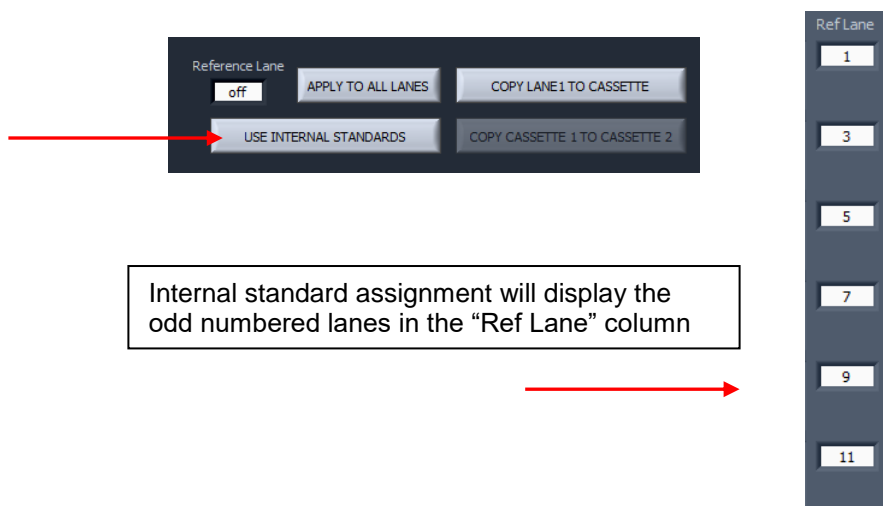 Reference Lane
off
APPLY TO ALL LANES
COPY LANE1 TO CASSETTE
USE INTERNAL STANDARDS
COPY CASSETTE 1 TO CASSETTE 2
Internal standard assignment will display the
odd numbered lanes in the “Ref Lane” column
Ref Lane
1
3
5
7
9
11